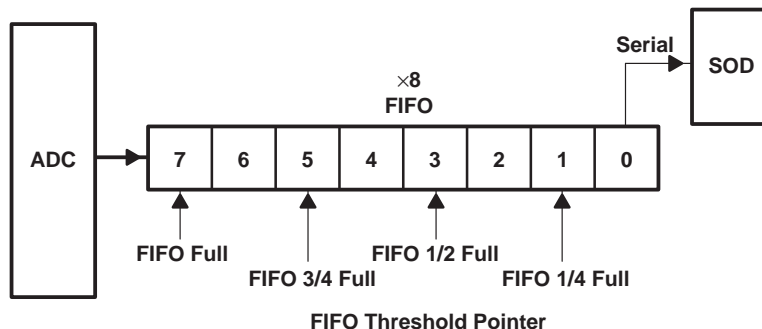 Serial
SOD
×8
FIFO
ADC
7 6 5 4 3 2 1 0
FIFO Full
FIFO 1/2 Full
FIFO 3/4 Full
FIFO 1/4 Full
FIFO Threshold Pointer